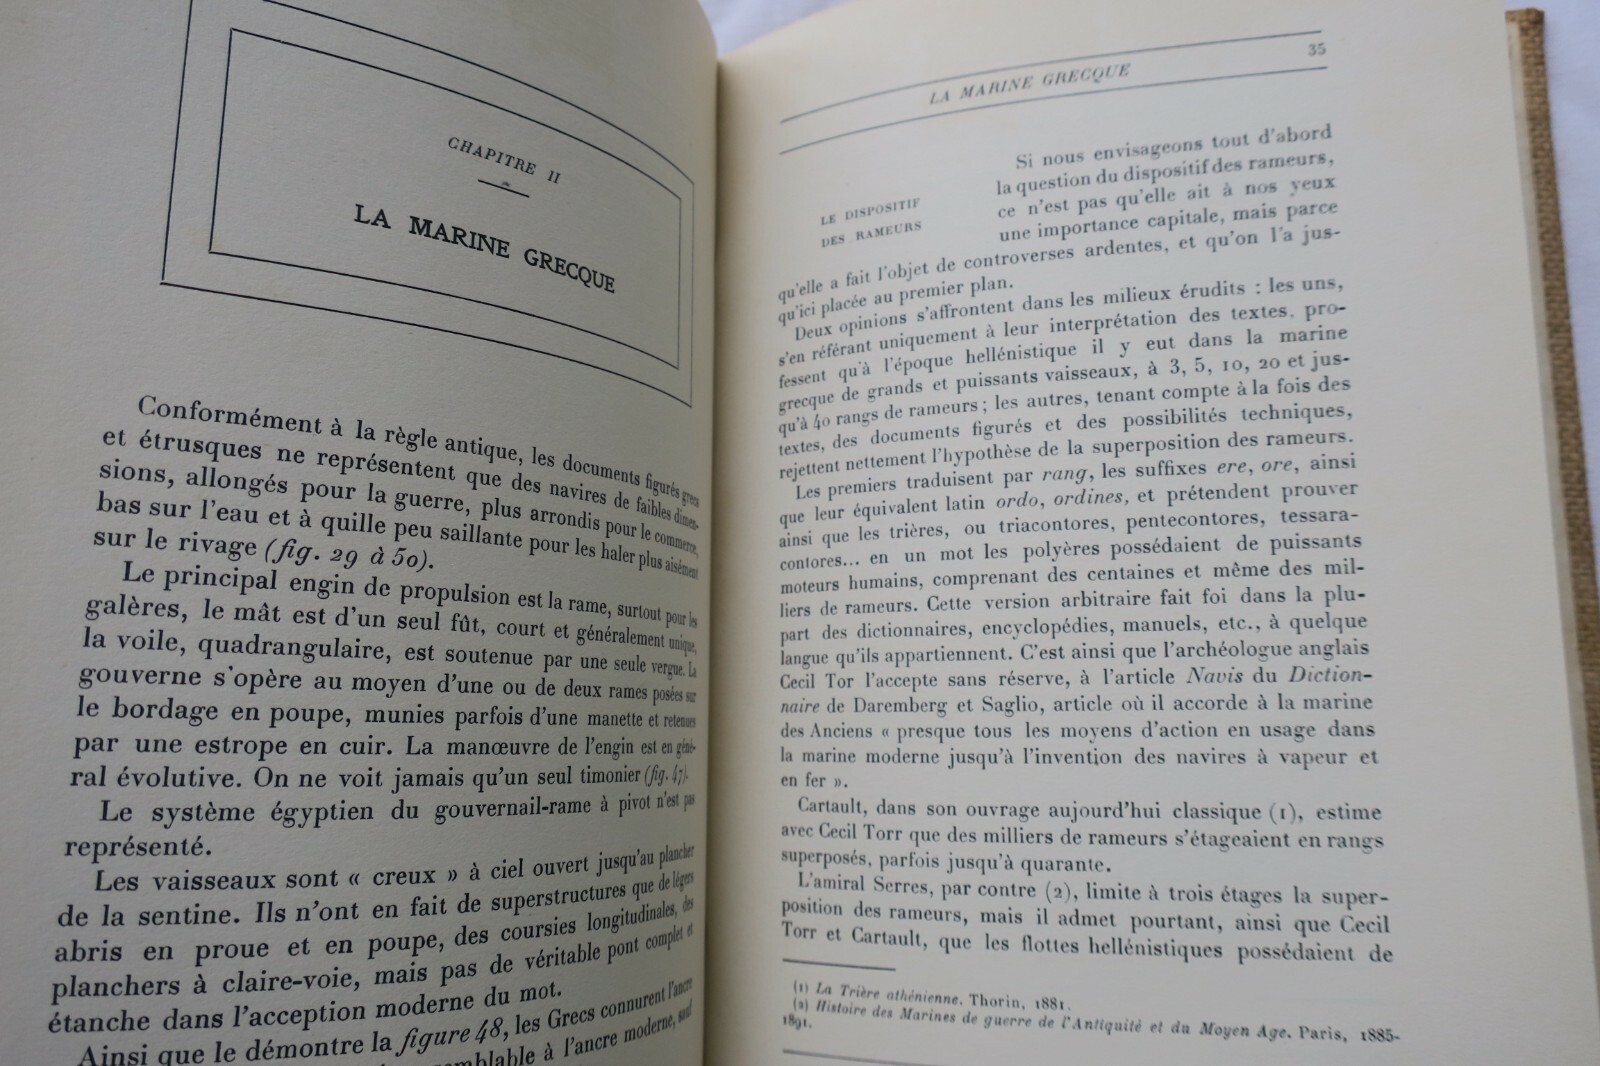 CHAPITRE II
LA MARINE GRECQUE
Conformément à la règle antique, les documents figurés grecs
et étrusques ne représentent que des navires de faibles dimen-
sions, allongés pour la guerre, plus arrondis pour le commerce,
bas sur l'eau et à quille peu saillante pour les haler plus aisément
sur le rivage (fig. 29 à 50).
Le principal engin de propulsion est la rame, surtout pour les
galères, le mât est d'un seul fût, court et généralement unique,
la voile, quadrangulaire, est soutenue par une seule vergue. La
gouverne s'opère au moyen d'une ou de deux rames posées sur
le bordage en poupe, munies parfois d'une manette et retenues
par une estrope en cuir. La manœuvre de l'engin est en géné-
ral évolutive. On ne voit jamais qu'un seul timonier (fig. 47).
Le système égyptien du gouvernail-rame à pivot n'est pas
représenté.
Les vaisseaux sont « creux » à ciel ouvert jusqu'au plancher
de la sentine. Ils n'ont en fait de superstructures que de légers
abris en proue et en poupe, des coursies longitudinales, des
planchers à claire-voie, mais pas de véritable pont complet et
étanche dans l'acception moderne du mot.
Ainsi que le démontre la figure 48, les Grecs connurent l'ancre
semblable à l'ancre moderne, sauf
LA MARINE GRECQUE
35
LE DISPOSITIF
DES RAMEURS
Si nous envisageons tout d'abord
la question du dispositif des rameurs,
ce n'est pas qu'elle ait à nos yeux
une importance capitale, mais parce
qu'elle a fait l'objet de controverses ardentes, et qu'on l'a jus-
qu'ici placée au premier plan.
Deux opinions s'affrontent dans les milieux érudits : les uns,
s'en référant uniquement à leur interprétation des textes, pro-
fessent qu'à l'époque hellénistique il y eut dans la marine
grecque de grands et puissants vaisseaux, à 3, 5, 10, 20 et jus-
qu'à 40 rangs de rameurs ; les autres, tenant compte à la fois des
textes, des documents figurés et des possibilités techniques,
rejettent nettement l'hypothèse de la superposition des rameurs.
Les premiers traduisent par rang, les suffixes ere, ore, ainsi
que leur équivalent latin ordo, ordines, et prétendent prouver
ainsi que les trières, ou triacontores, pentecontores, tessara-
contores... en un mot les polyères possédaient de puissants
moteurs humains, comprenant des centaines et même des mil-
liers de rameurs. Cette version arbitraire fait foi dans la plu-
part des dictionnaires, encyclopédies, manuels, etc., à quelque
langue qu'ils appartiennent. C'est ainsi que l'archéologue anglais
Cecil Tor l'accepte sans réserve, à l'article Navis du Diction-
naire de Daremberg et Saglio, article où il accorde à la marine
des Anciens « presque tous les moyens d'action en usage dans
la marine moderne jusqu'à l'invention des navires à vapeur et
en fer ».
Cartault, dans son ouvrage aujourd'hui classique (1), estime
avec Cecil Torr que des milliers de rameurs s'étageaient en rangs
superposés, parfois jusqu'à quarante.
L'amiral Serres, par contre (2), limite à trois étages la super-
position des rameurs, mais il admet pourtant, ainsi que Cecil
Torr et Cartault, que les flottes hellénistiques possédaient de
(1) La Trière athénienne. Thorin, 1881.
(2) Histoire des Marines de guerre de l'Antiquité et du Moyen Age. Paris, 1885-
1891.